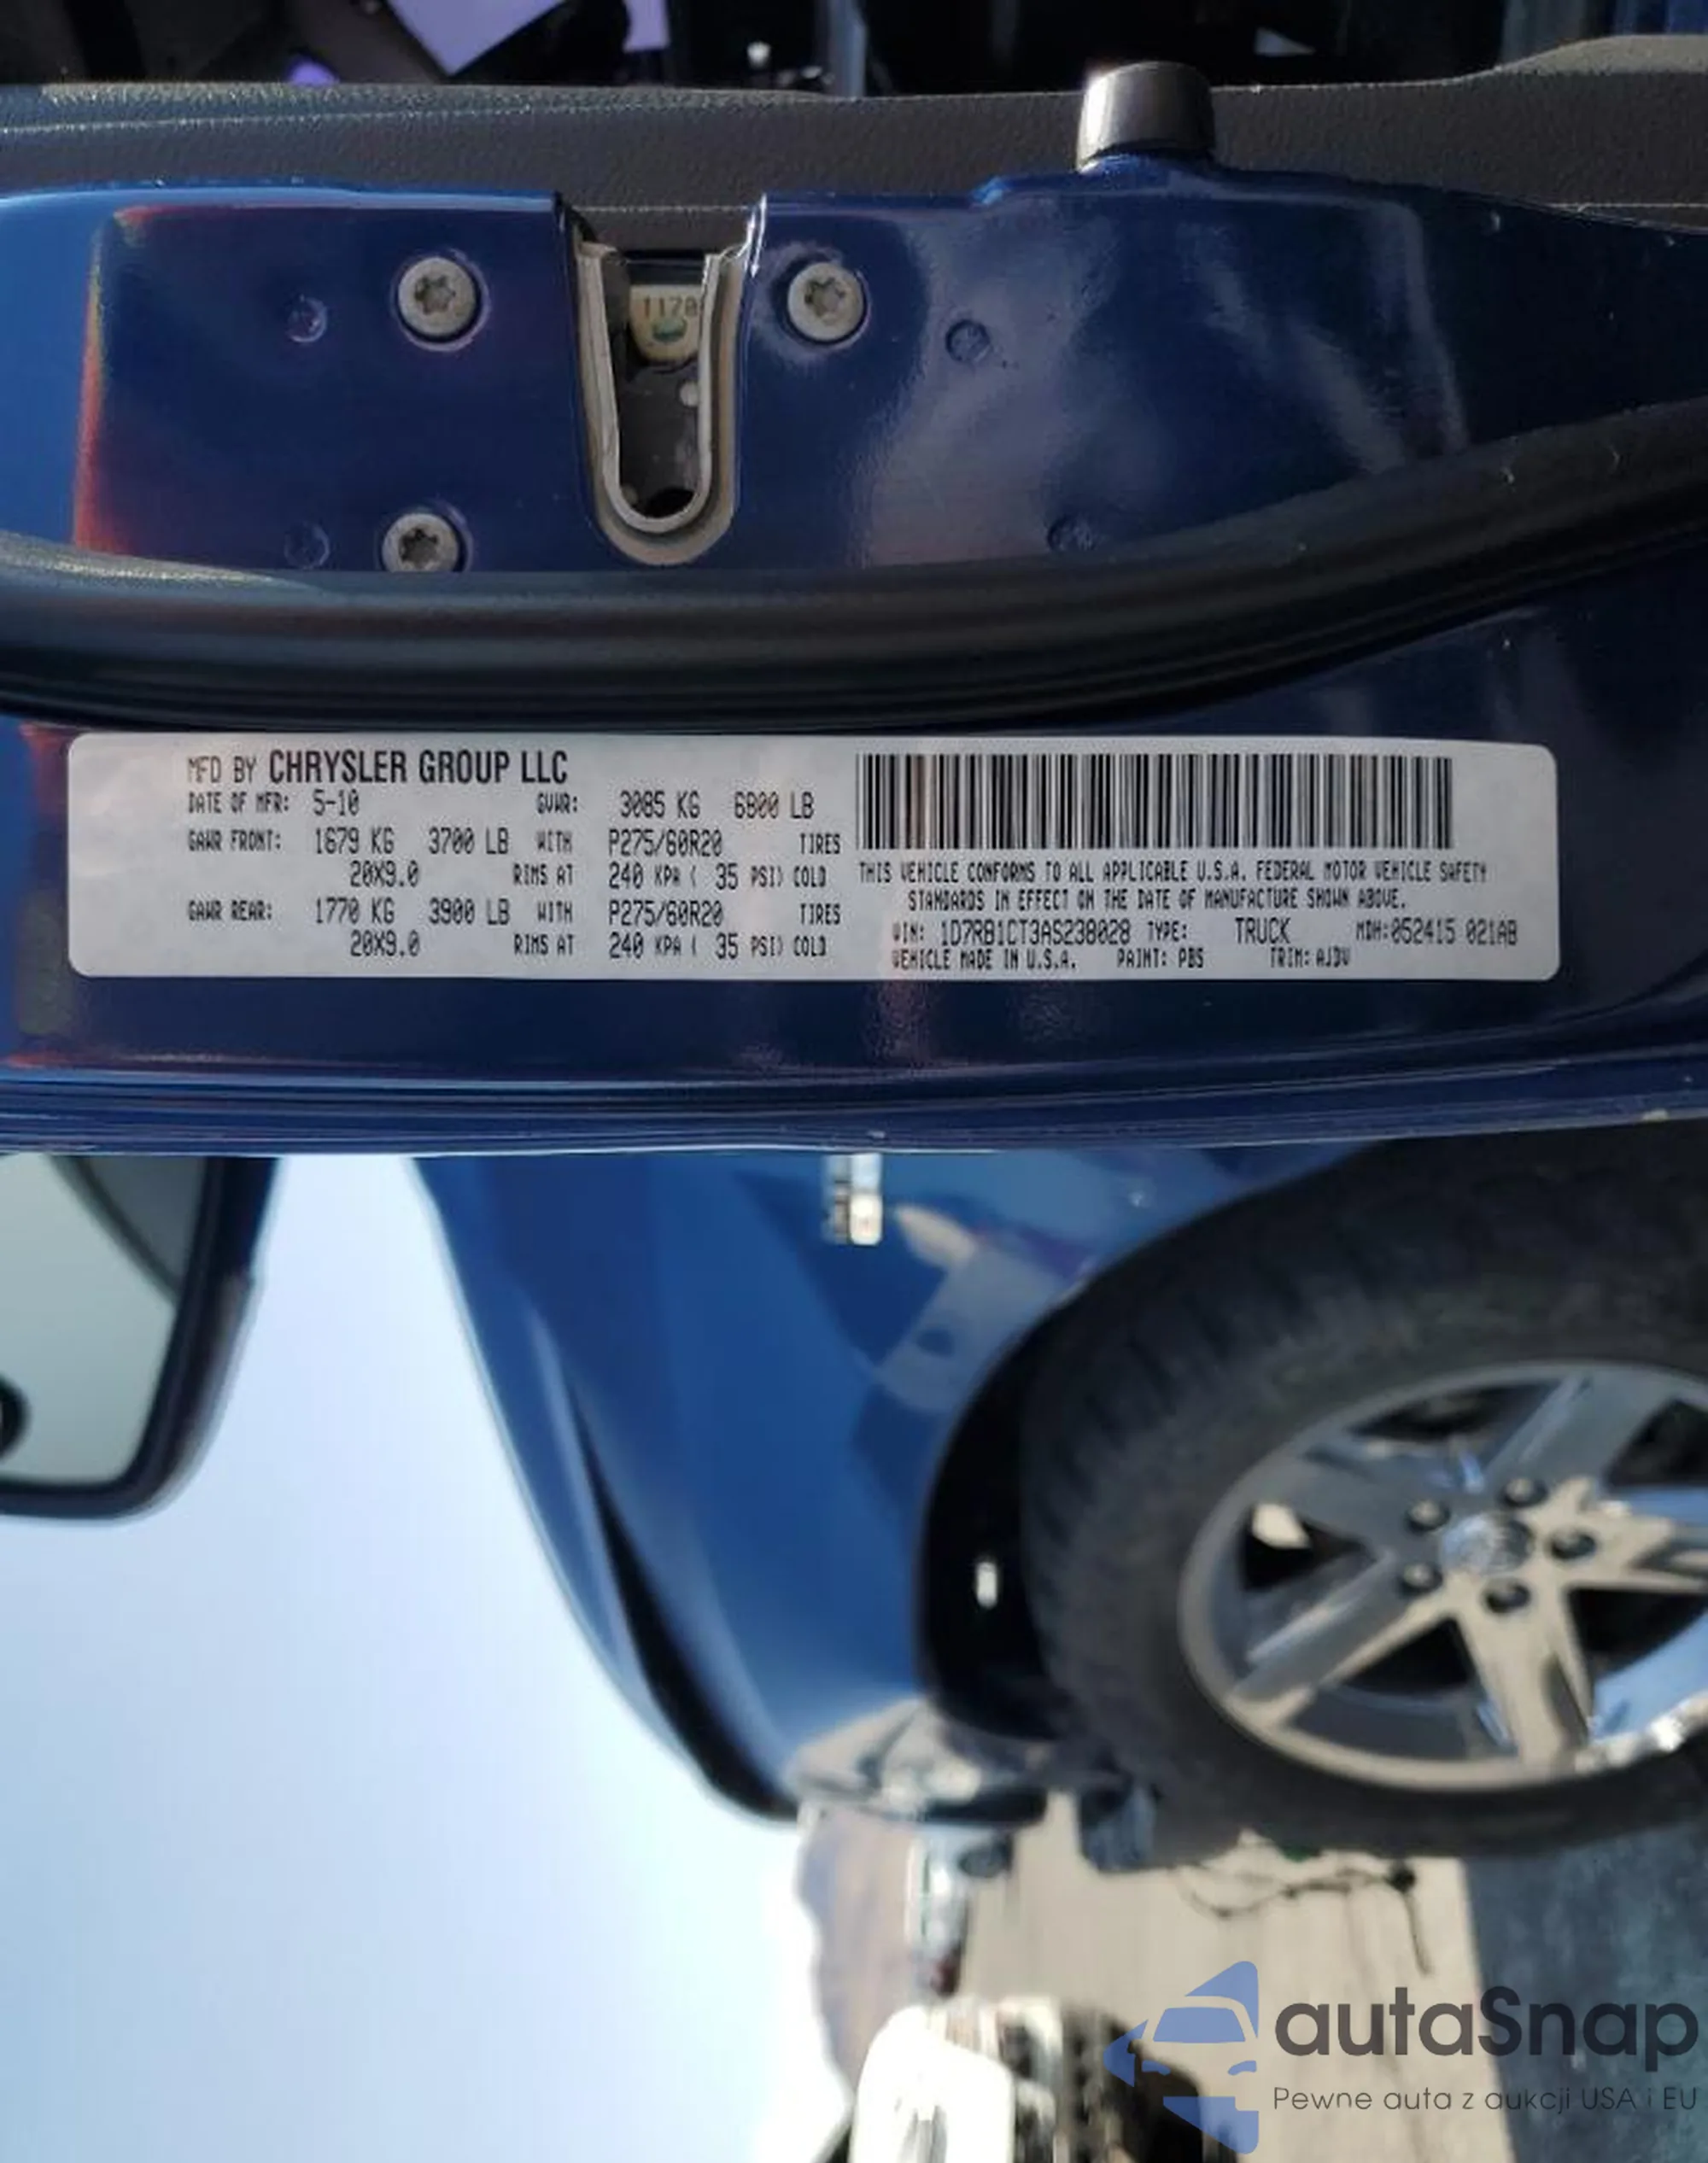 1170
MFD BY CHRYSLER GROUP LLC
DATE OF MFR: 5-10 GVWR: 3085 KG 6800 LB
GAWR FRONT: 1679 KG 3700 LB WITH P275/60R20 TIRES
20X9.0 RIMS AT 240 KPA ( 35 PSI) COLD
GAWR REAR: 1770 KG 3900 LB WITH P275/60R20 TIRES
20X9.0 RIMS AT 240 KPA ( 35 PSI) COLD
THIS VEHICLE CONFORMS TO ALL APPLICABLE U.S.A. FEDERAL MOTOR VEHICLE SAFETY
STANDARDS IN EFFECT ON THE DATE OF MANUFACTURE SHOWN ABOVE.
VIN: 1D7RB1CT3AS238028 TYPE: TRUCK MDH:052415 021AB
VEHICLE MADE IN U.S.A. PAINT: PBS TRIM: AJDV
autaSnap
Pewne auta z aukcji USA i EU